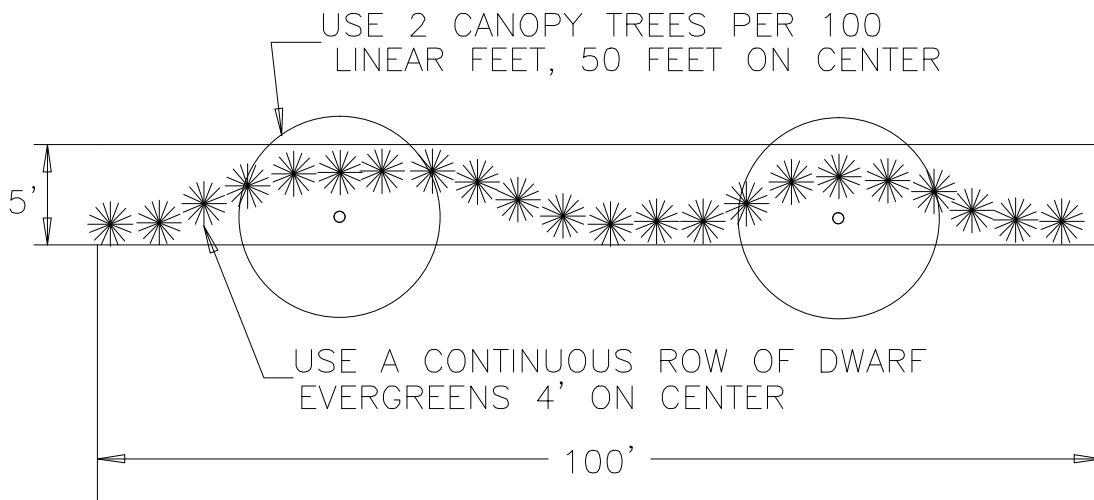 USE 2 CANOPY TREES PER 100
LINEAR FEET, 50 FEET ON CENTER
5'
USE A CONTINUOUS ROW OF DWARF
EVERGREENS 4' ON CENTER
100'